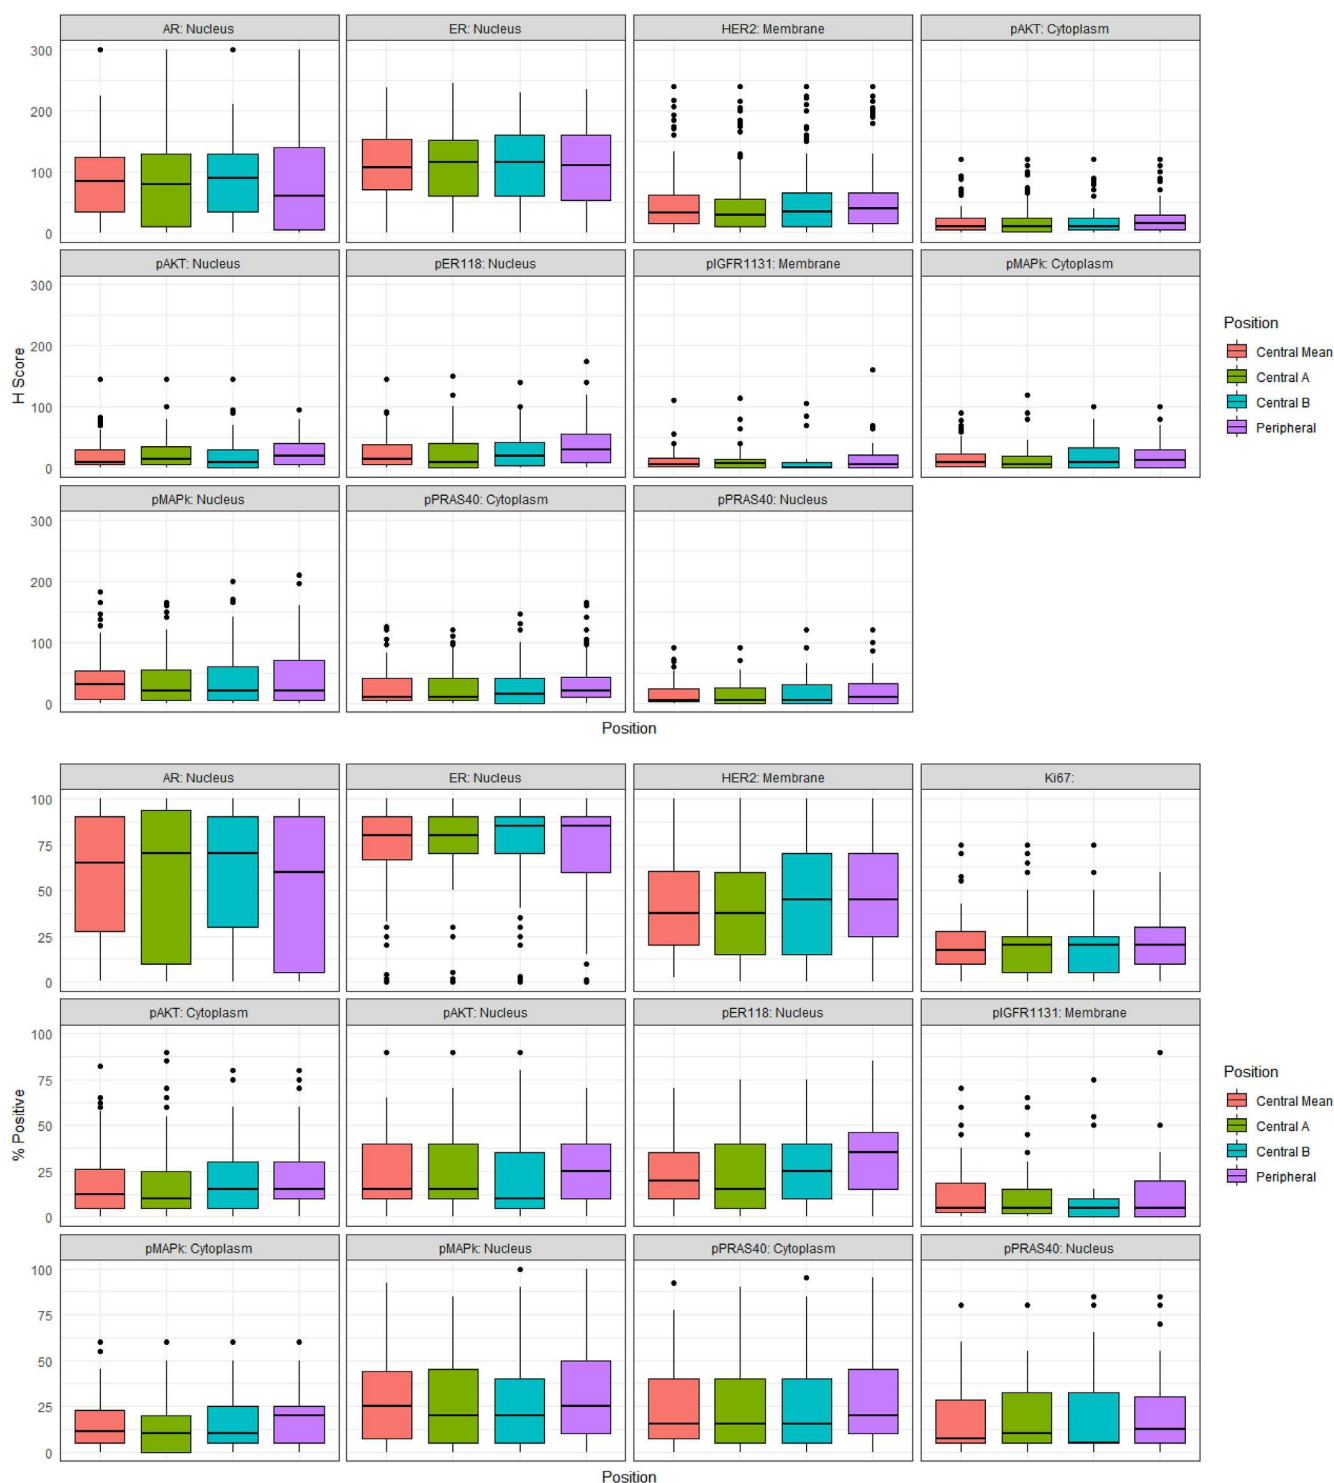 AR: Nucleus
ER: Nucleus
HER2: Membrane
pAKT: Cytoplasm
300
200
100
0
pAKT: Nucleus
pER118: Nucleus
pIGFR1131: Membrane
pMAPk: Cytoplasm
300
200
100
0
H Score
pMAPk: Nucleus
pPRAS40: Cytoplasm
pPRAS40: Nucleus
300
200
100
0
Position
Position
Central Mean
Central A
Central B
Peripheral
AR: Nucleus
ER: Nucleus
HER2: Membrane
Ki67:
100
75
50
25
0
pAKT: Cytoplasm
pAKT: Nucleus
pER118: Nucleus
pIGFR1131: Membrane
100
75
50
25
0
% Positive
pMAPk: Cytoplasm
pMAPk: Nucleus
pPRAS40: Cytoplasm
pPRAS40: Nucleus
100
75
50
25
0
Position
Position
Central Mean
Central A
Central B
Peripheral